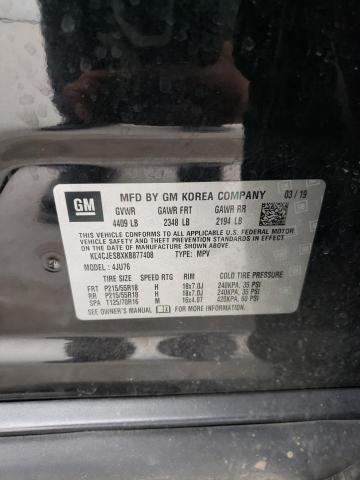 GM
MFD BY GM KOREA COMPANY 03/19
GVWR GAWR FRT GAWR RR
4409 LB 2348 LB 2194 LB
THIS VEHICLE CONFORMS TO ALL APPLICABLE U.S. FEDERAL MOTOR
VEHICLE SAFETY STANDARDS IN EFFECT ON THE DATE OF
MANUFACTURE SHOWN ABOVE.
KL4CJESBXKB877408 TYPE: MPV
MODEL: 4JU76
TIRE SIZE SPEED RTG RIM COLD TIRE PRESSURE
FRT P215/55R18 H 18x7.0J 240KPA, 35 PSI
RR P215/55R18 H 18x7.0J 240KPA, 35 PSI
SPA T125/70R16 M 16x4.0T 420KPA, 60 PSI
SEE OWNER'S MANUAL FOR MORE INFORMATION.